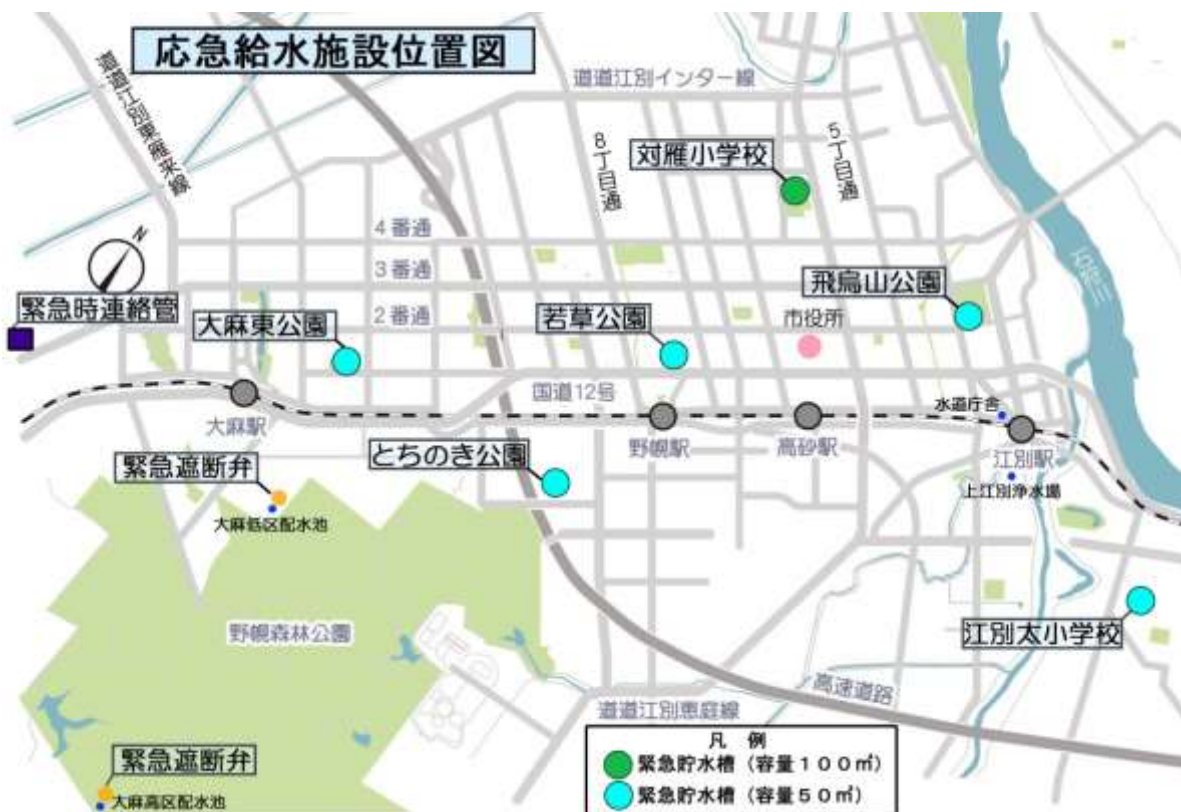 応急給水施設位置図
道道江別インター線
道道江別東雁来線
8丁目通
5丁目通
対雁小学校
4番通
N
3番通
飛烏山公園
緊急時連絡管
大麻東公園
2番通
若草公園
市役所
石狩川
国道12号
水道庁舎
大麻駅
とちのき公園
野幌駅
高砂駅
江別駅
緊急遮断弁
上江別浄水場
大麻低区配水池
野幌森林公園
江別太小学校
高速道路
道道江別恵庭線
凡 例
緊急遮断弁
緊急貯水槽（容量100㎥）
大麻高区配水池
緊急貯水槽（容量50㎥）